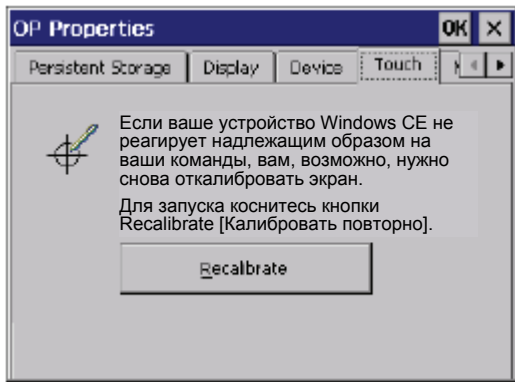 OP Properties OK ×
Persistent Storage Display Device Touch
Если ваше устройство Windows CE не
реагирует надлежащим образом на
ваши команды, вам, возможно, нужно
снова откалибровать экран.
Для запуска коснитесь кнопки
Recalibrate [Калибровать повторно].
Recalibrate